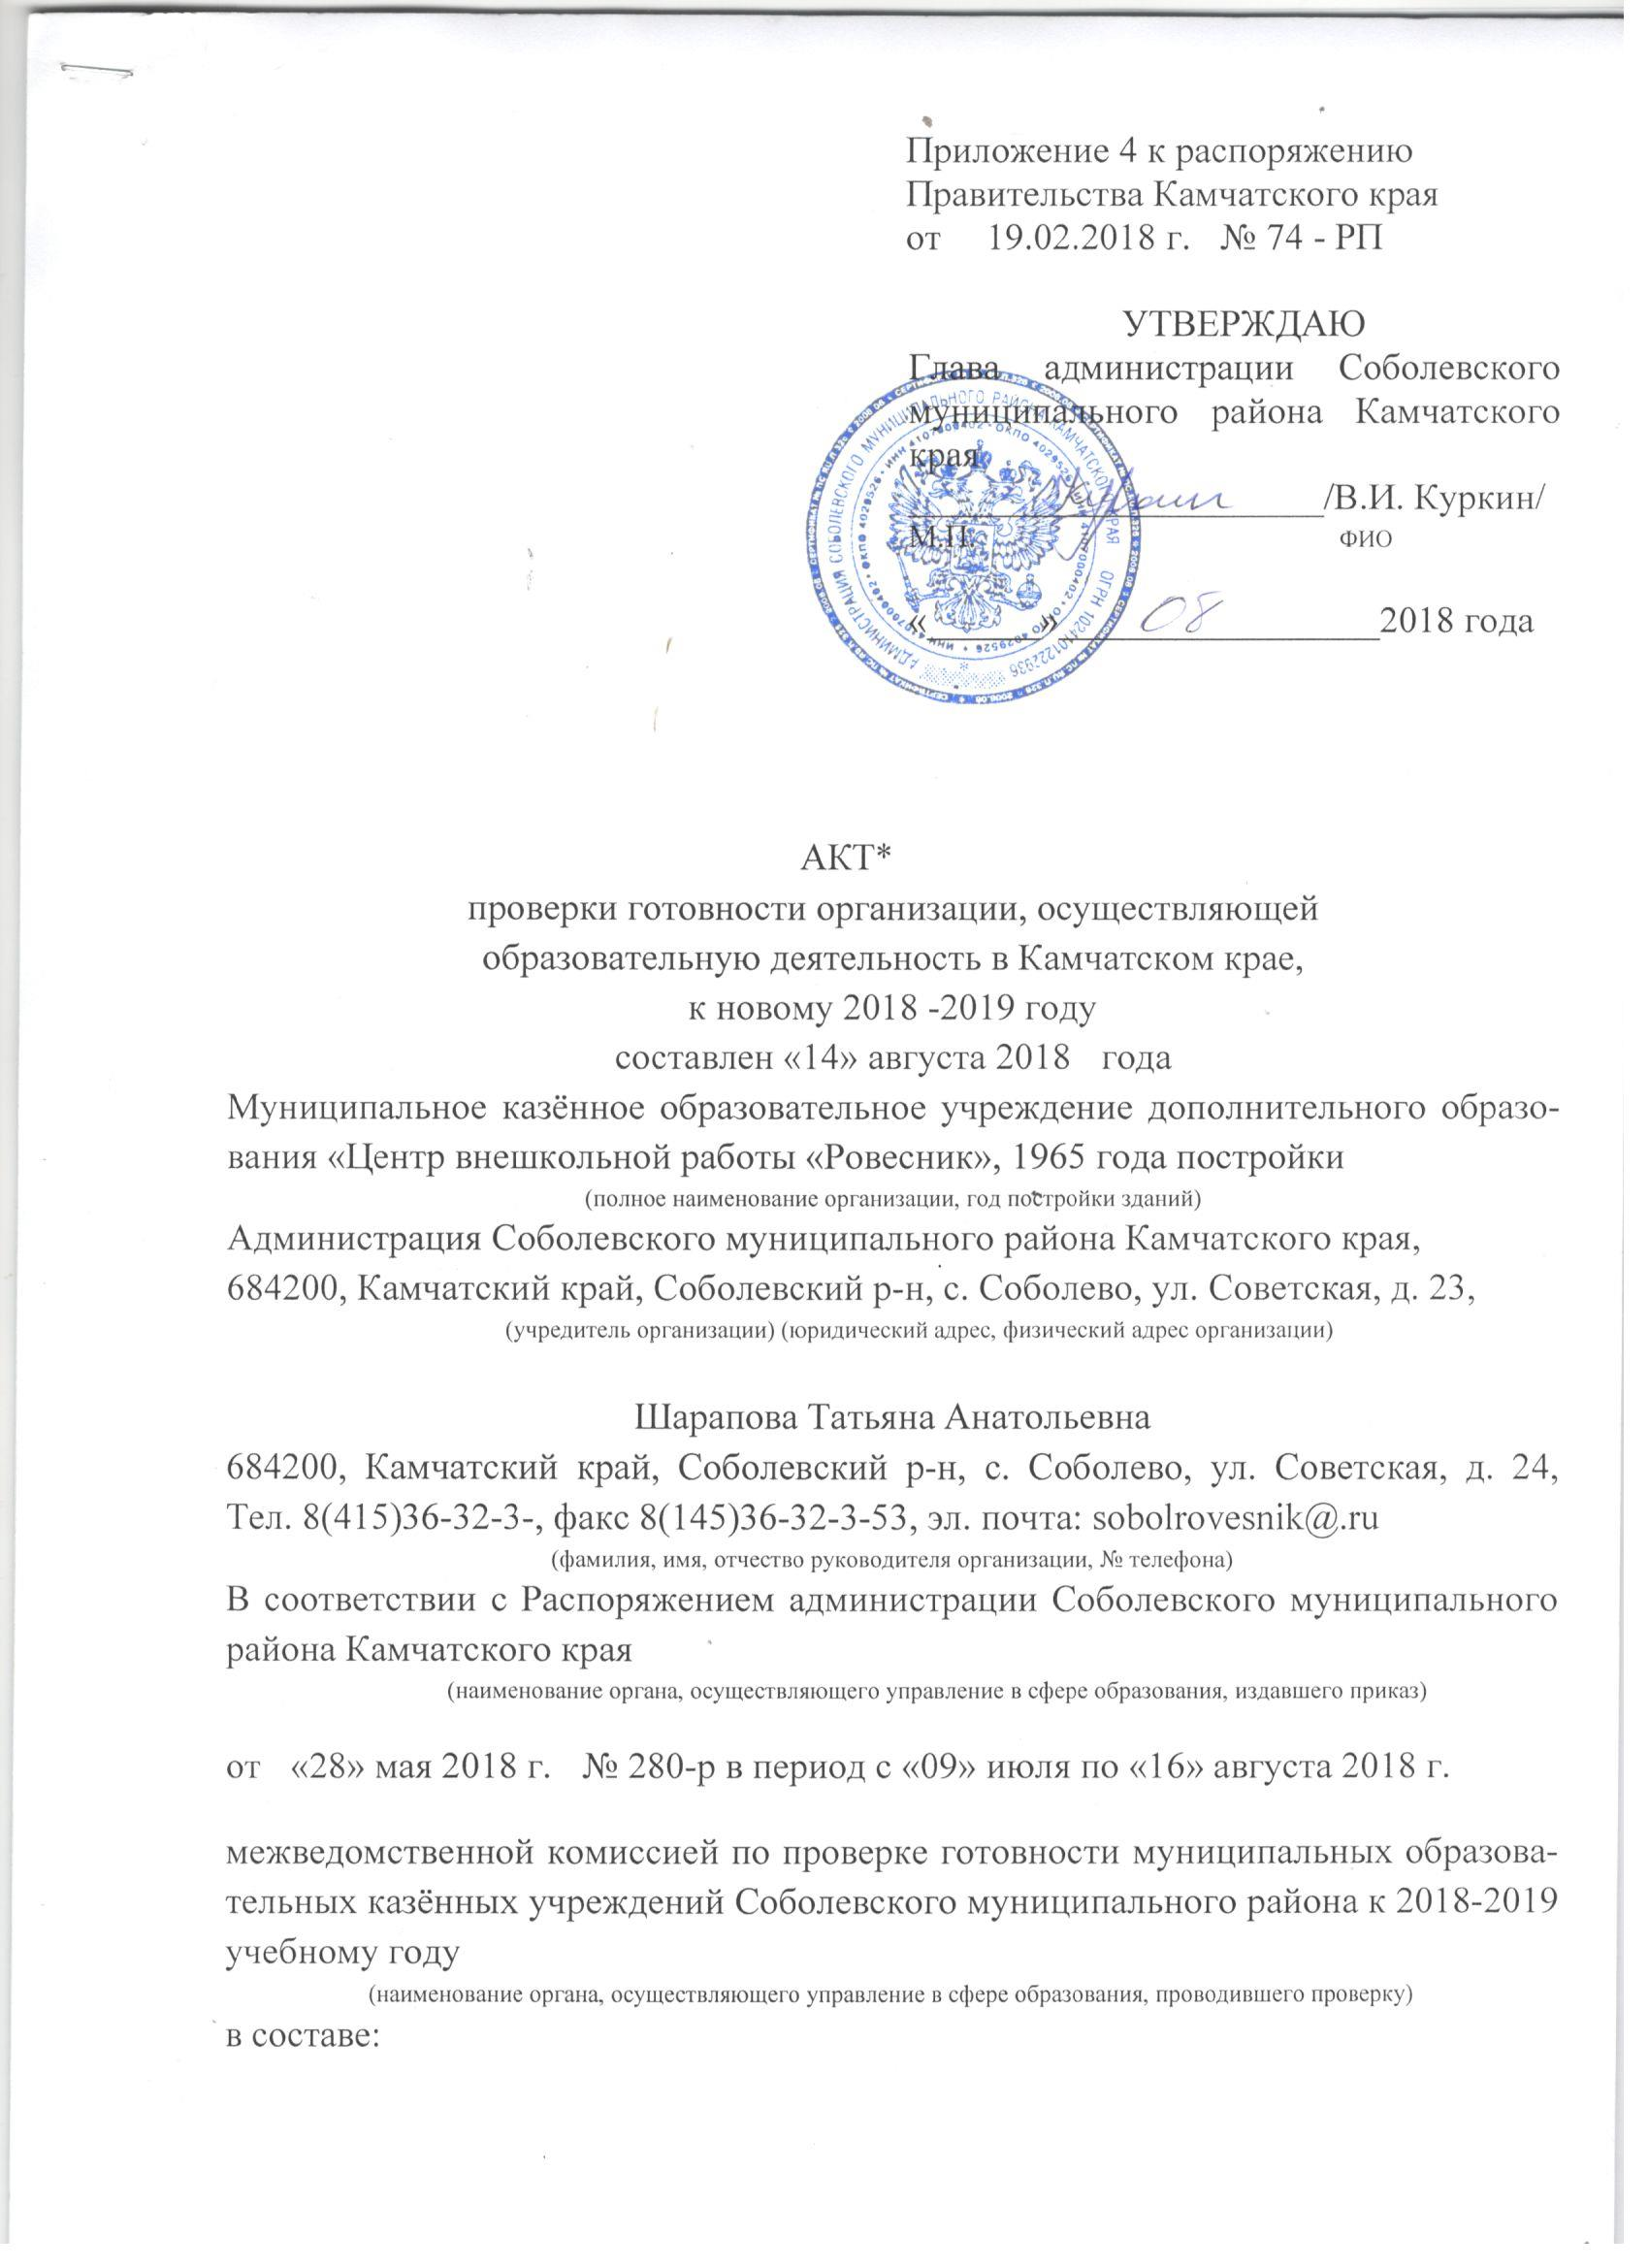 Приложение 4 к распоряжению
Правительства Камчатского края
от 19.02.2018 г. № 74 - РП
УТВЕРЖДАЮ
Глава администрации Соболевского
муниципального района Камчатского
края
/В.И. Куркин/
М.П. ФИО
«____» 08 2018 года
АКТ*
проверки готовности организации, осуществляющей
образовательную деятельность в Камчатском крае,
к новому 2018 -2019 году
составлен «14» августа 2018 года
Муниципальное казённое образовательное учреждение дополнительного образо-
вания «Центр внешкольной работы «Ровесник», 1965 года постройки
(полное наименование организации, год постройки зданий)
Администрация Соболевского муниципального района Камчатского края,
684200, Камчатский край, Соболевский р-н, с. Соболево, ул. Советская, д. 23,
(учредитель организации) (юридический адрес, физический адрес организации)
Шарапова Татьяна Анатольевна
684200, Камчатский край, Соболевский р-н, с. Соболево, ул. Советская, д. 24,
Тел. 8(415)36-32-3-, факс 8(145)36-32-3-53, эл. почта: sobolrovesnik@.ru
(фамилия, имя, отчество руководителя организации, № телефона)
В соответствии с Распоряжением администрации Соболевского муниципального
района Камчатского края
(наименование органа, осуществляющего управление в сфере образования, издавшего приказ)
от «28» мая 2018 г. № 280-р в период с «09» июля по «16» августа 2018 г.
межведомственной комиссией по проверке готовности муниципальных образова-
тельных казённых учреждений Соболевского муниципального района к 2018-2019
учебному году
(наименование органа, осуществляющего управление в сфере образования, проводившего проверку)
в составе: